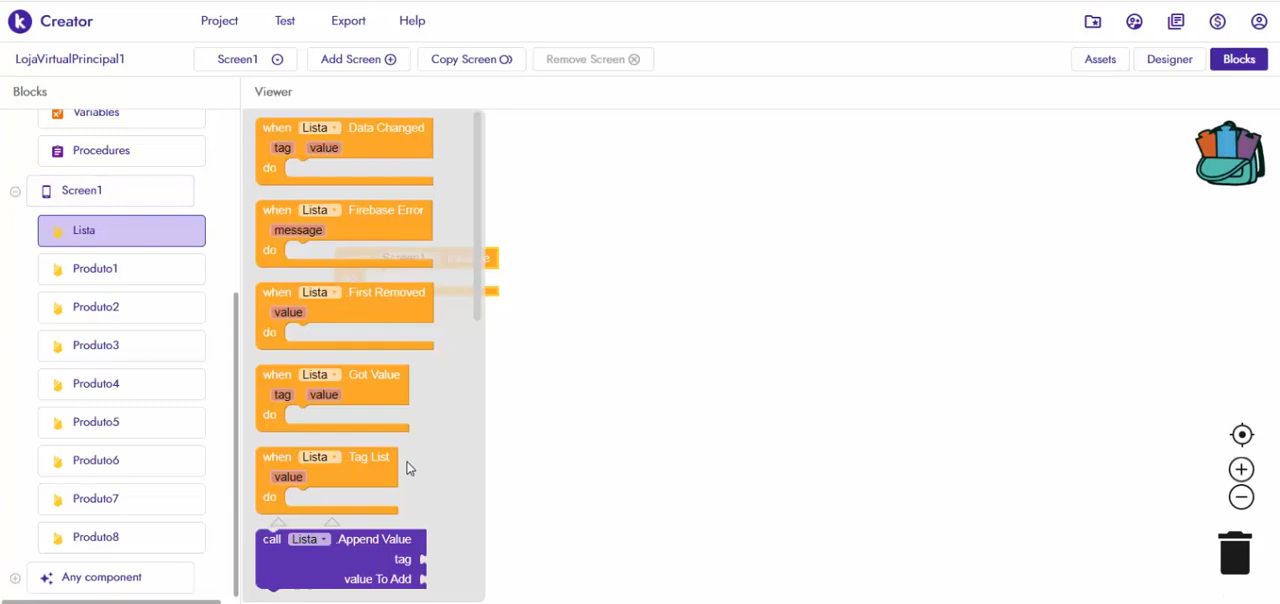 Creator
Project
Test
Export
Help
LojaVirtualPrincipal1
Screen1
Add Screen
Copy Screen
Remove Screen
Assets
Designer
Blocks
Blocks
Viewer
Variables
Procedures
Screen1
Lista
Produto1
Produto2
Produto3
Produto4
Produto5
Produto6
Produto7
Produto8
Any component
when Lista .Data Changed
tag value
do
when Lista .Firebase Error
message
do
Screen1
when Lista .First Removed
value
do
when Lista .Got Value
tag value
do
when Lista .Tag List
value
do
call Lista .Append Value
tag
value To Add